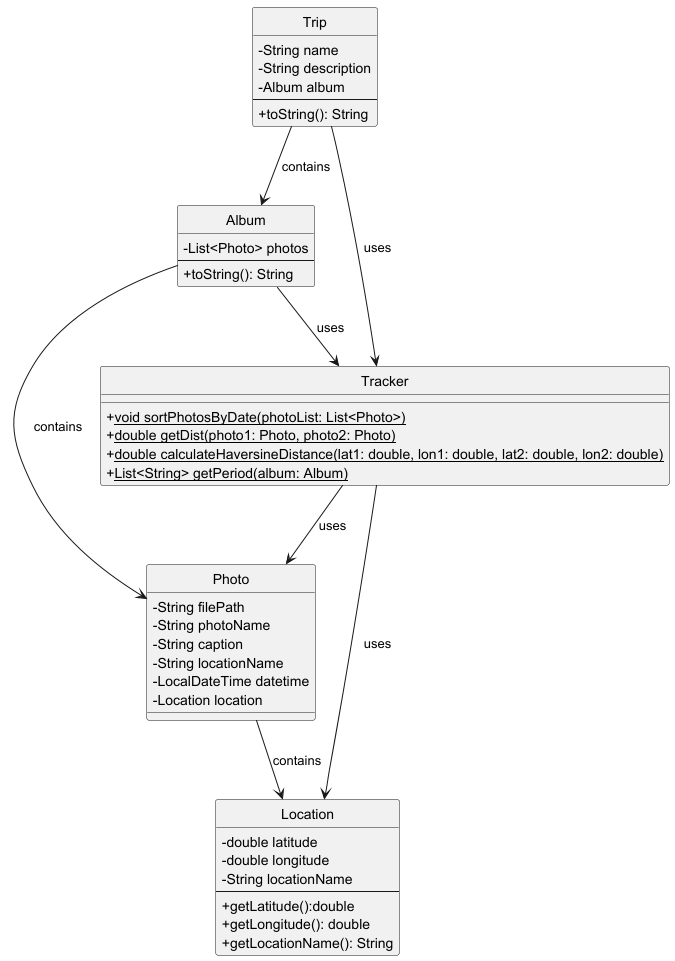 Trip
-String name
-String description
-Album album
+toString(): String
contains
uses
Album
-List<Photo> photos
+toString(): String
uses
contains
Tracker
+void sortPhotosByDate(photoList: List<Photo>)
+double getDist(photo1: Photo, photo2: Photo)
+double calculateHaversineDistance(lat1: double, lon1: double, lat2: double, lon2: double)
+List<String> getPeriod(album: Album)
uses
uses
Photo
-String filePath
-String photoName
-String caption
-String locationName
-LocalDateTime datetime
-Location location
contains
Location
-double latitude
-double longitude
-String locationName
+getLatitude():double
+getLongitude(): double
+getLocationName(): String